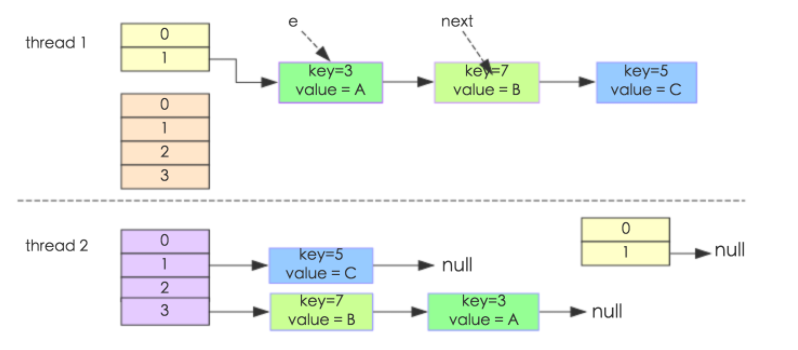 e
next
thread 1
0
1
key=3
value = A
key=7
value = B
key=5
value = C
0
1
2
3
thread 2
0
1
2
3
key=5
value = C
null
key=7
value = B
key=3
value = A
null
0
1
null